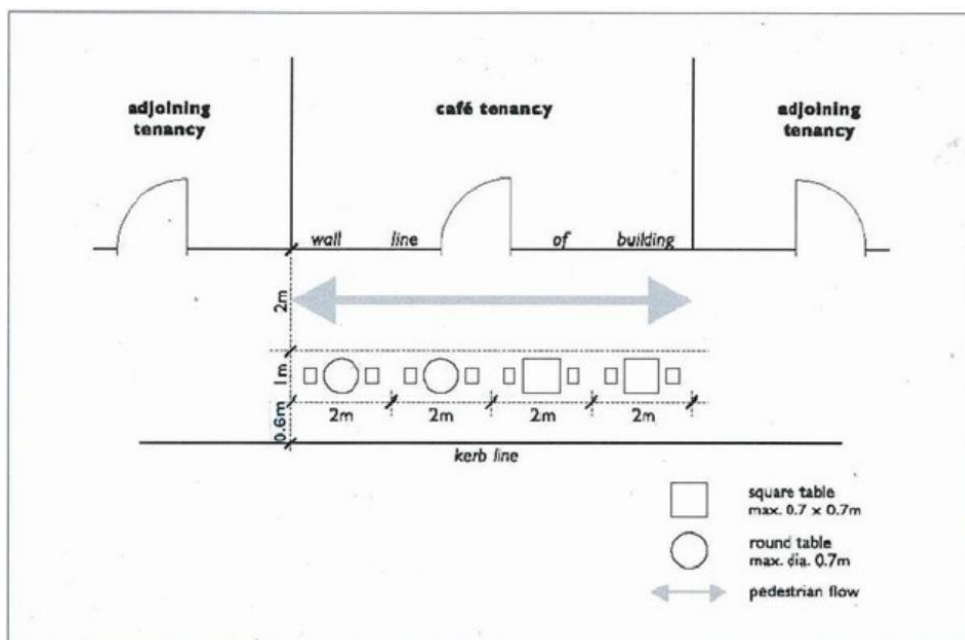 adjoining
tenancy
café tenancy
adjoining
tenancy
wall line of building
2m
1m
0.6m
2m 2m 2m 2m
kerb line
square table
max. 0.7 x 0.7m
round table
max. dia. 0.7m
pedestrian flow